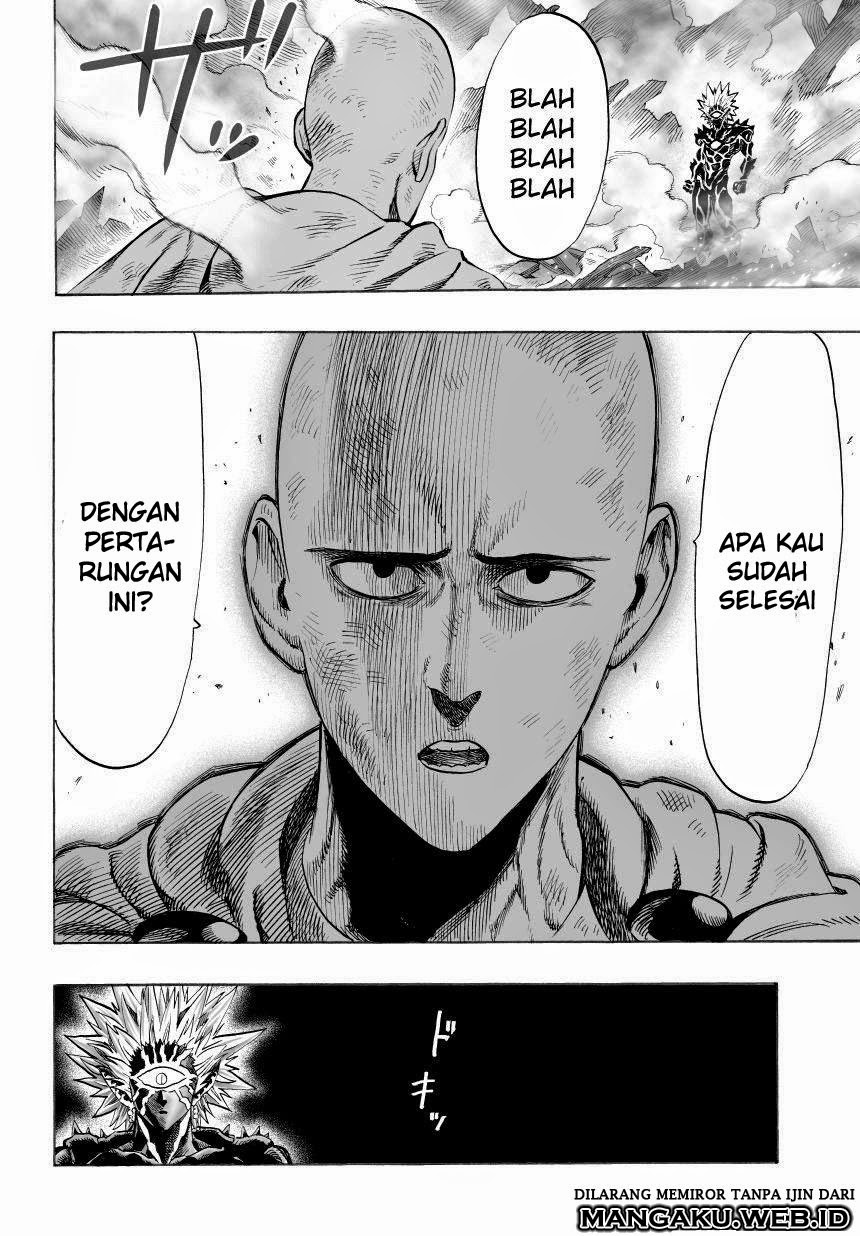 ザッ
BLAH
BLAH
BLAH
BLAH
APA KAU
SUDAH
SELESAI
DENGAN
PERTA-
RUNGAN
INI?
ドキッ
DILARANG MEMIROR TANPA IJIN DARI
MANGAKU.WEB.ID